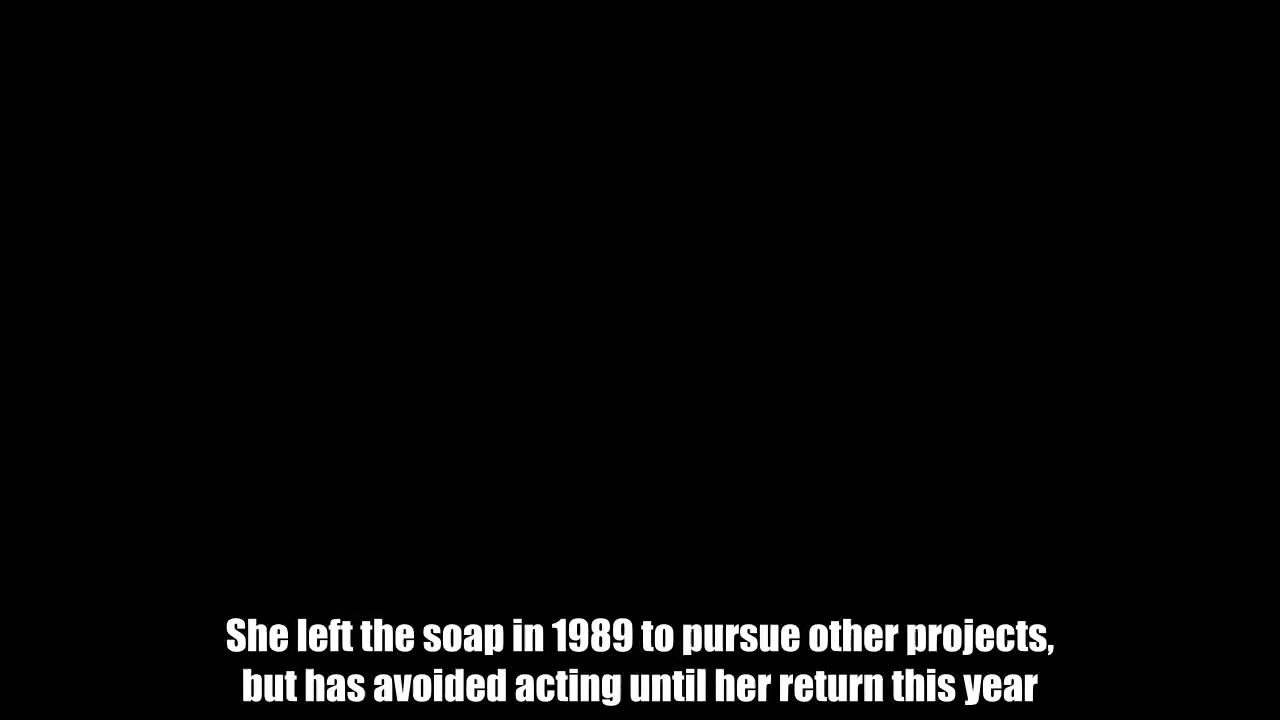 She left the soap in 1989 to pursue other projects,
but has avoided acting until her return this year